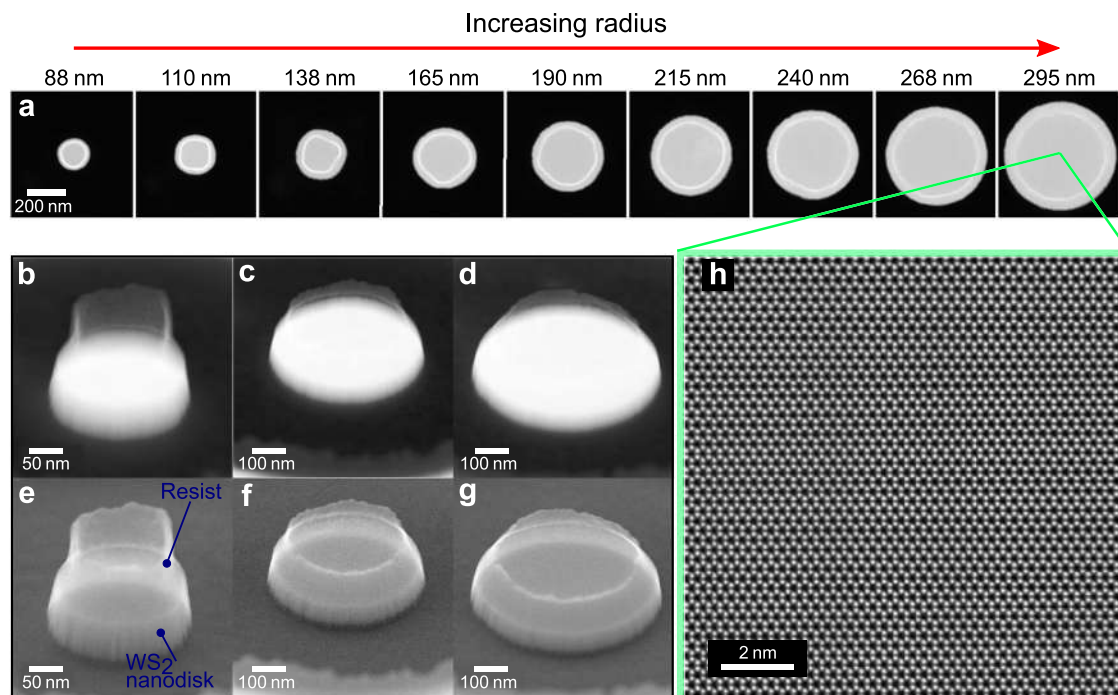 Increasing radius
88 nm 110 nm 138 nm 165 nm 190 nm 215 nm 240 nm 268 nm 295 nm
a
200 nm
b c d h
50 nm 100 nm 100 nm
e f g
Resist
WS2
nanodisk
50 nm 100 nm 100 nm
2 nm